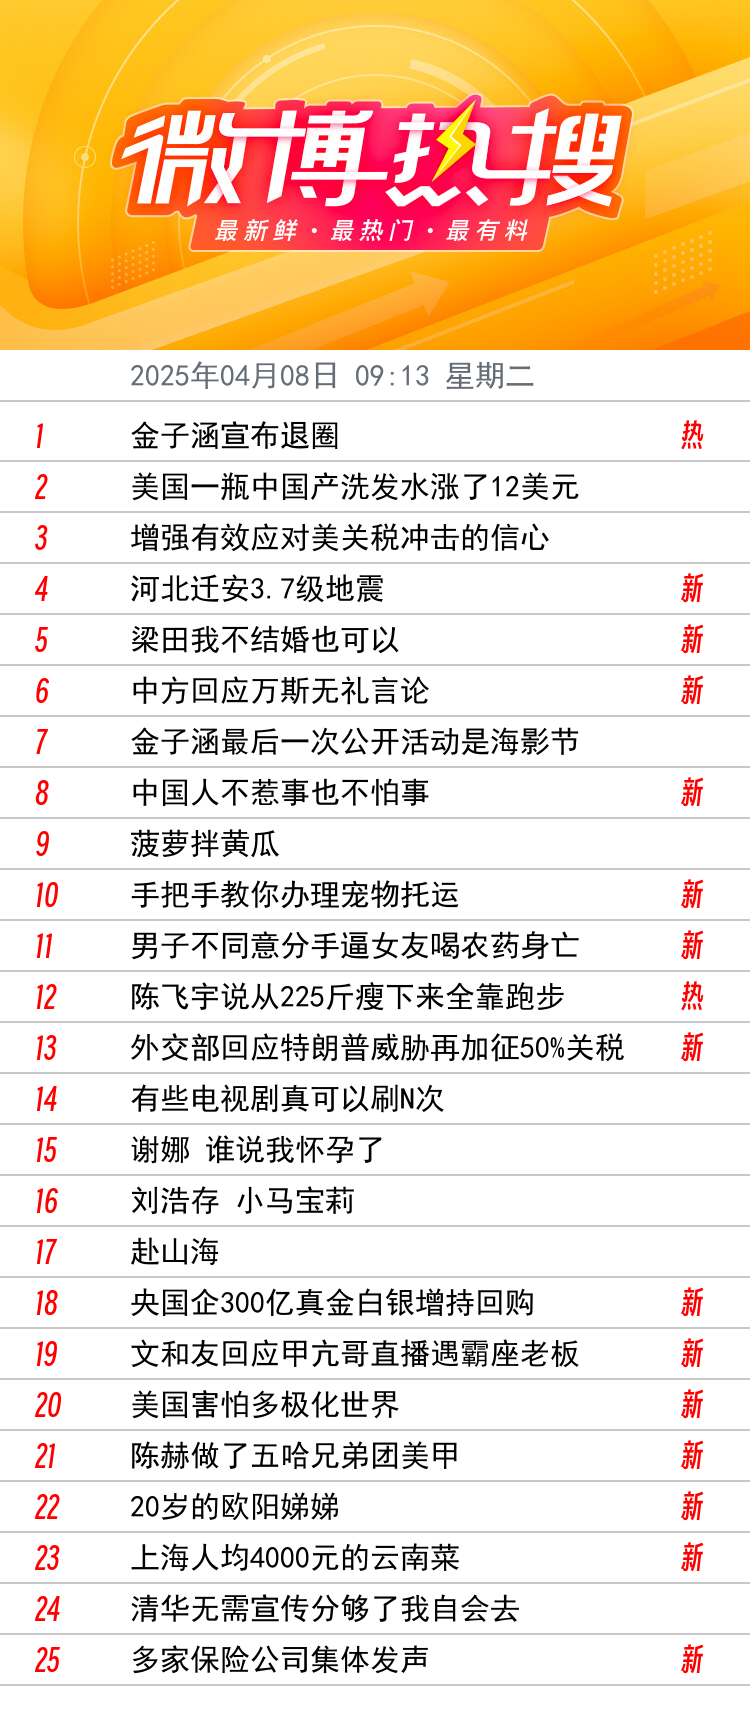 微博热搜
最新鲜·最热门·最有料
2025年04月08日 09:13 星期二
1 金子涵宣布退圈 热
2 美国一瓶中国产洗发水涨了12美元
3 增强有效应对美关税冲击的信心
4 河北迁安3.7级地震 新
5 梁田我不结婚也可以 新
6 中方回应万斯无礼言论 新
7 金子涵最后一次公开活动是海影节
8 中国人不惹事也不怕事 新
9 菠萝拌黄瓜
10 手把手教你办理宠物托运 新
11 男子不同意分手逼女友喝农药身亡 新
12 陈飞宇说从225斤瘦下来全靠跑步 热
13 外交部回应特朗普威胁再加征50%关税 新
14 有些电视剧真可以刷N次
15 谢娜 谁说我怀孕了
16 刘浩存 小马宝莉
17 赴山海
18 央国企300亿真金白银增持回购 新
19 文和友回应甲亢哥直播遇霸座老板 新
20 美国害怕多极化世界 新
21 陈赫做了五哈兄弟团美甲 新
22 20岁的欧阳娣娣 新
23 上海人均4000元的云南菜 新
24 清华无需宣传分够了我自会去
25 多家保险公司集体发声 新